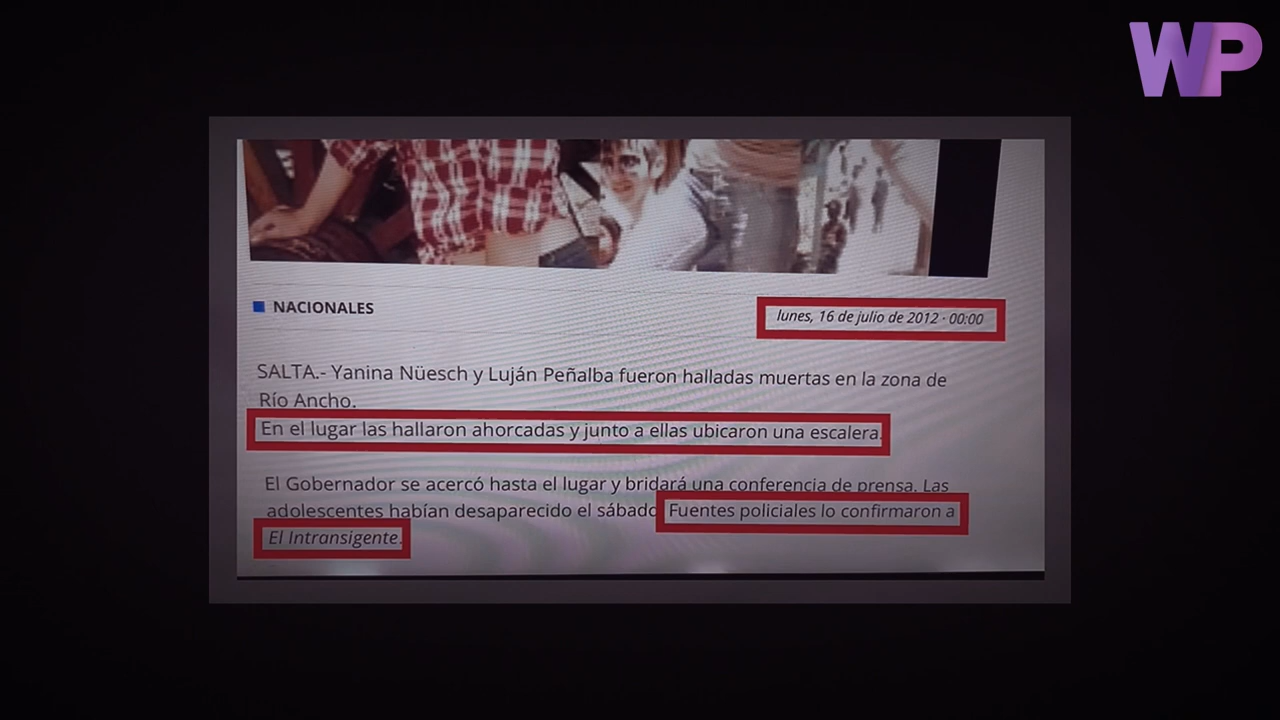 WP
NACIONALES
lunes, 16 de julio de 2012 · 00:00
SALTA.- Yanina Nüesch y Luján Peñalba fueron halladas muertas en la zona de
Río Ancho.
En el lugar las hallaron ahorcadas y junto a ellas ubicaron una escalera.
El Gobernador se acercó hasta el lugar y bridará una conferencia de prensa. Las
adolescentes habían desaparecido el sábado Fuentes policiales lo confirmaron a
El Intransigente.